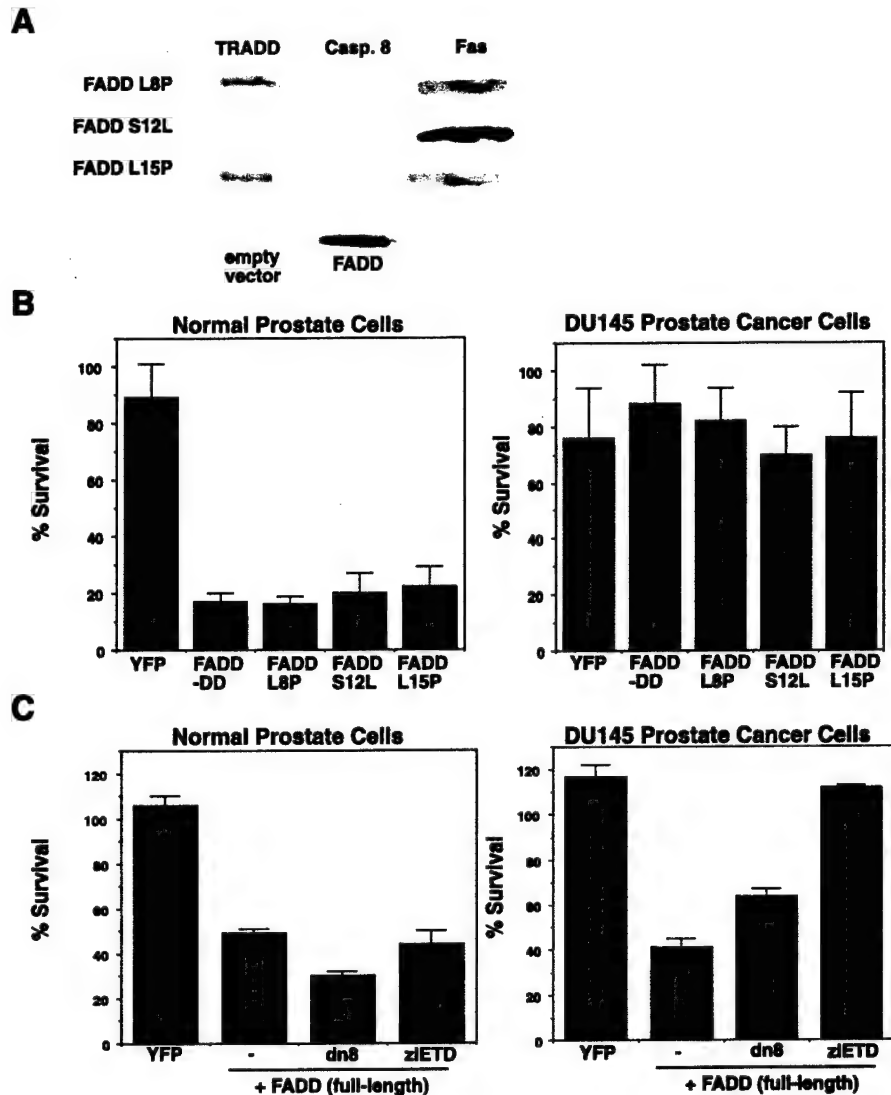 A
TRADD Casp. 8 Fas
FADD L8P
FADD S12L
FADD L15P
empty vector
FADD
B
Normal Prostate Cells
% Survival
100
80
60
40
20
0
YFP FADD -DD FADD L8P FADD S12L FADD L15P
DU145 Prostate Cancer Cells
% Survival
100
80
60
40
20
0
YFP FADD -DD FADD L8P FADD S12L FADD L15P
C
Normal Prostate Cells
% Survival
120
100
80
60
40
20
0
YFP - dn8 zIETD
+ FADD (full-length)
DU145 Prostate Cancer Cells
% Survival
120
100
80
60
40
20
0
YFP - dn8 zIETD
+ FADD (full-length)